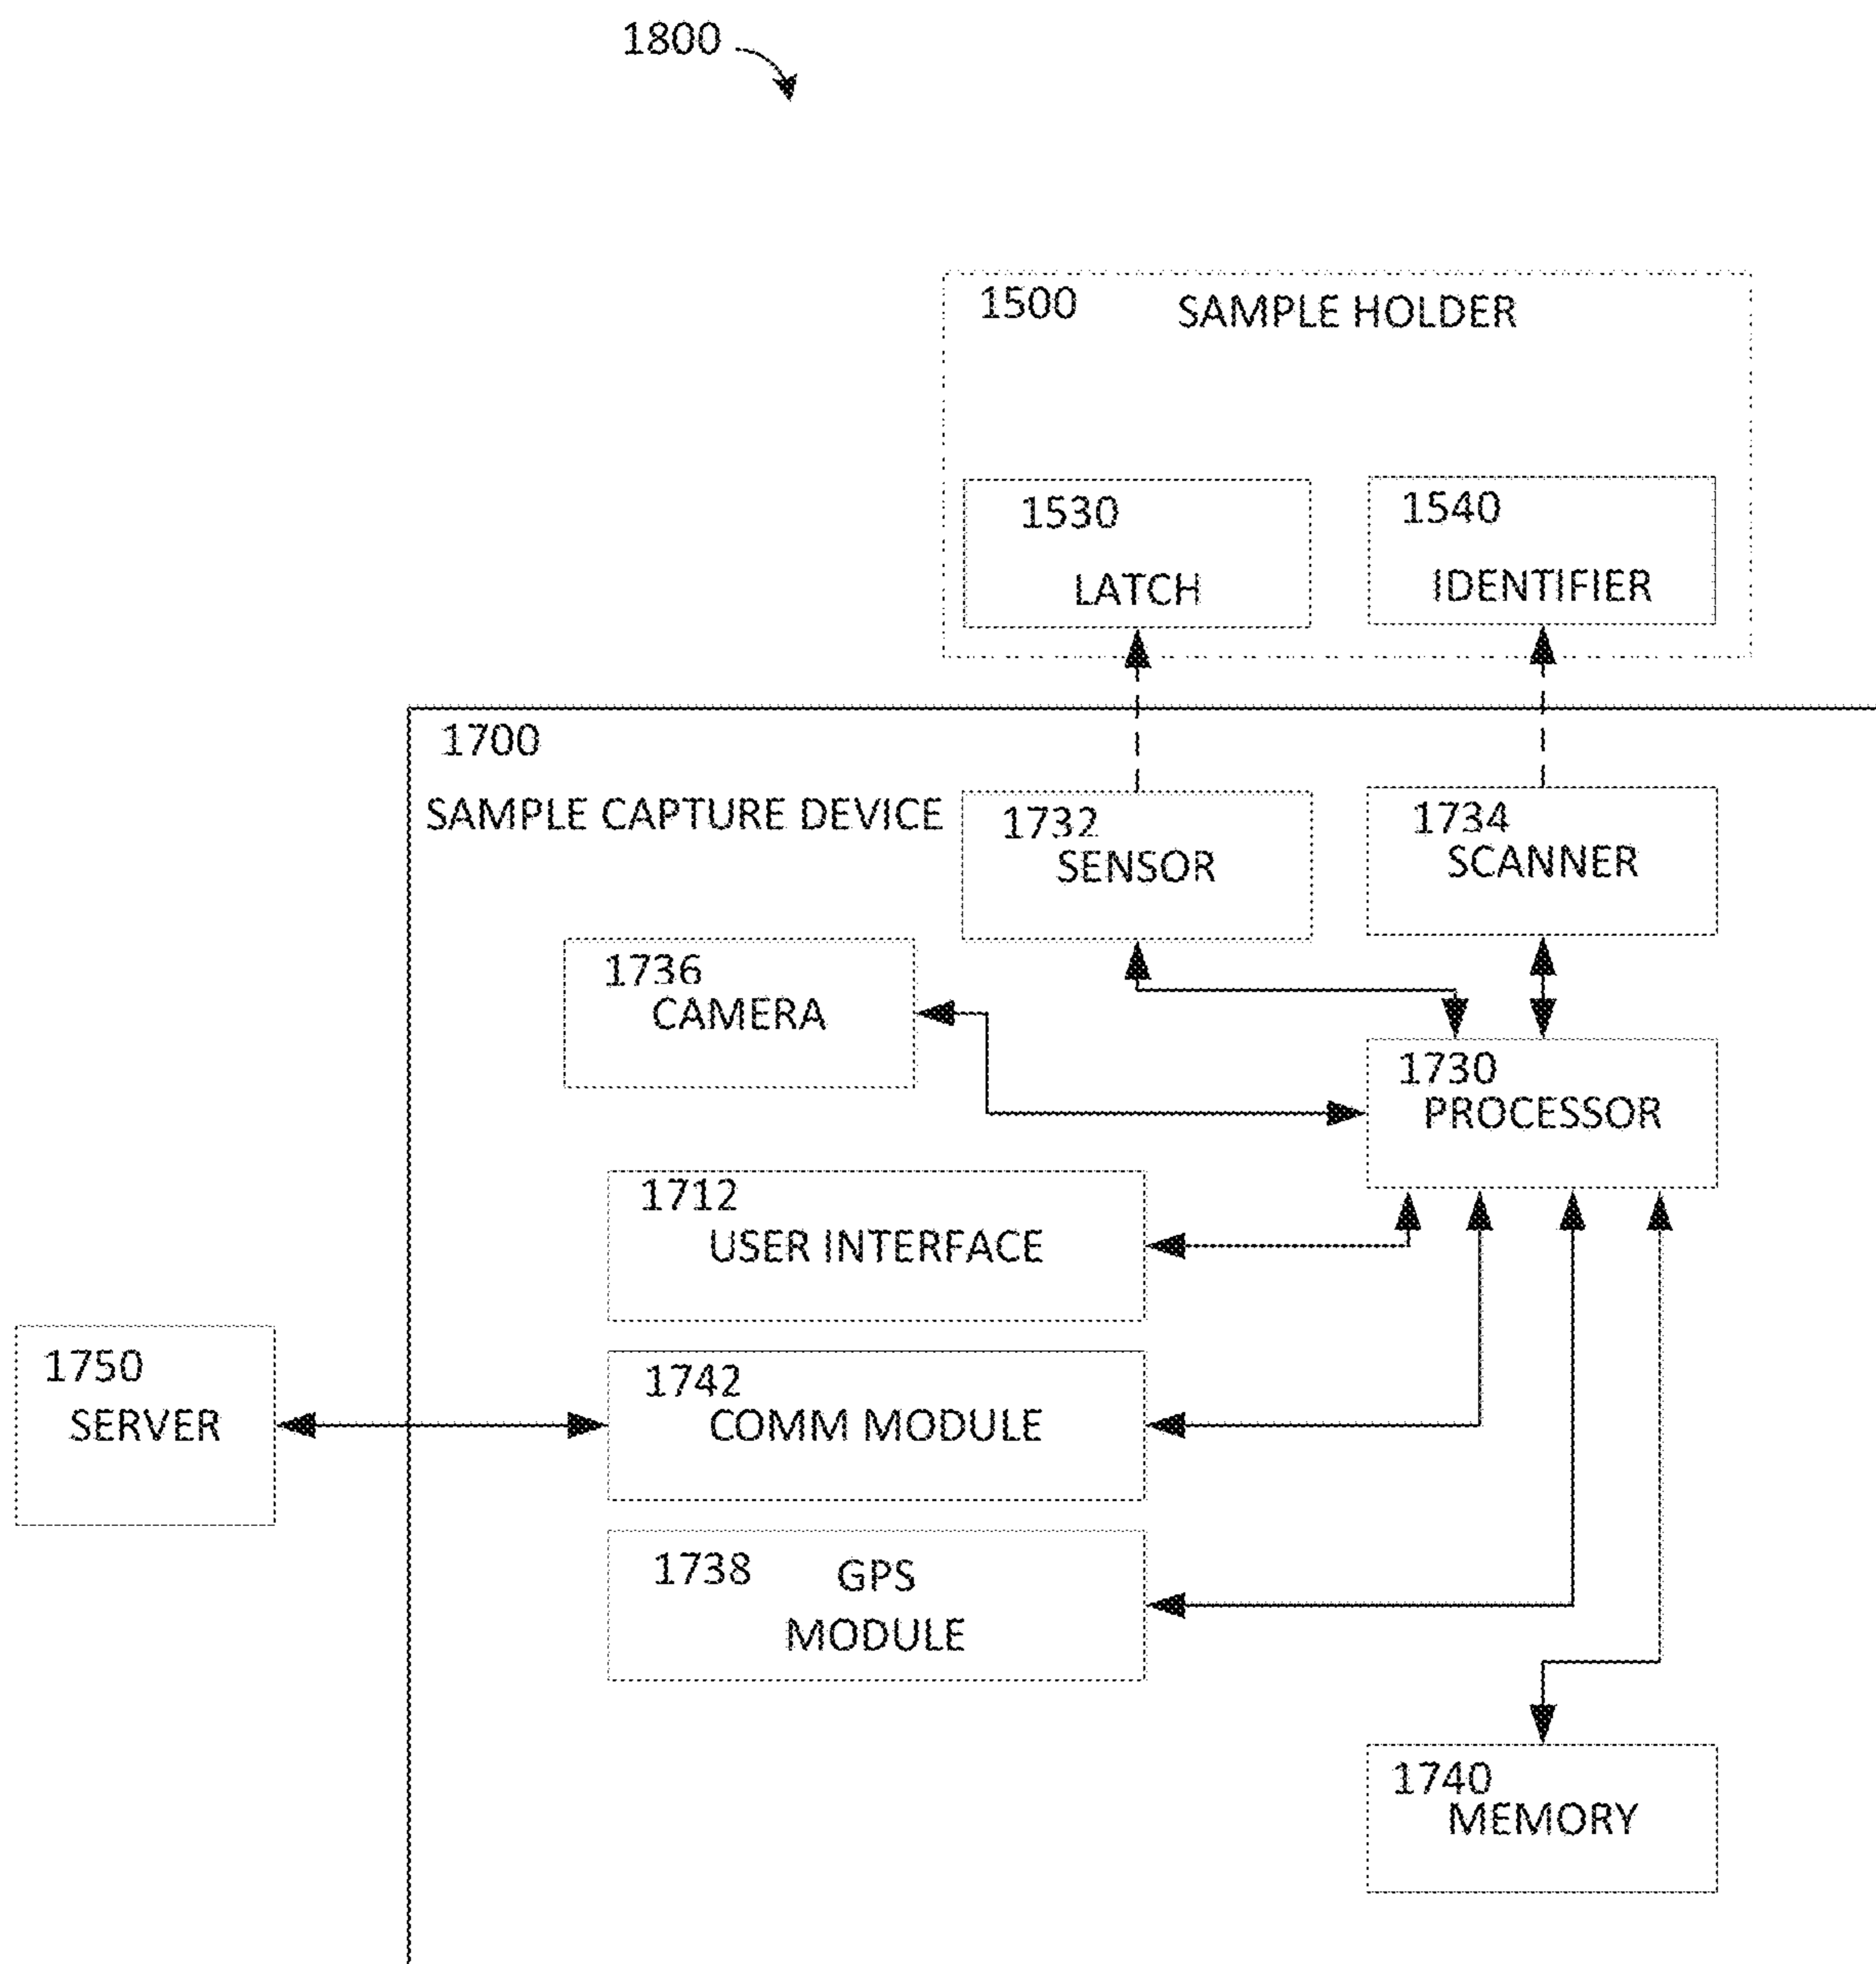 1800
1500 SAMPLE HOLDER
1530
LATCH
1540
IDENTIFIER
1700
SAMPLE CAPTURE DEVICE
1732
SENSOR
1734
SCANNER
1736
CAMERA
1730
PROCESSOR
1712
USER INTERFACE
1750
SERVER
1742
COMM MODULE
1738 GPS
MODULE
1740
MEMORY